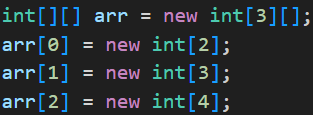 int[][] arr = new int[3][];
arr[0] = new int[2];
arr[1] = new int[3];
arr[2] = new int[4];